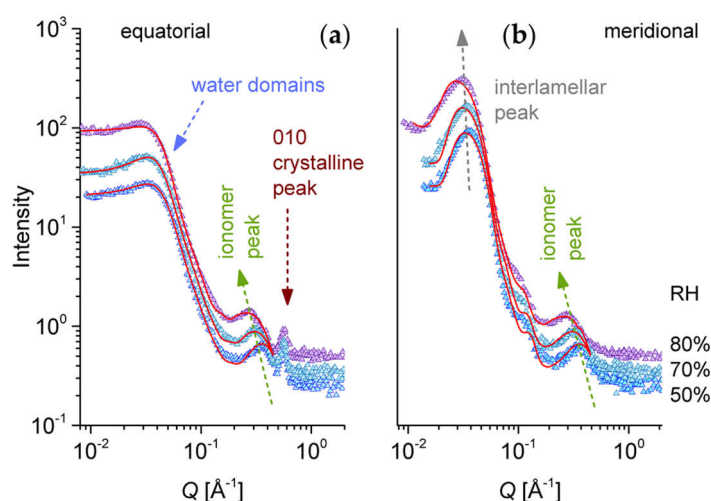 equatorial
(a)
water domains
010
crystalline
peak
ionomer
peak
Intensity
10³
10²
10¹
10⁰
10⁻¹
10⁻²
10⁻¹
10⁰
Q [Å⁻¹]
(b)
meridional
interlamellar
peak
ionomer
peak
RH
80%
70%
50%
10⁻²
10⁻¹
10⁰
Q [Å⁻¹]